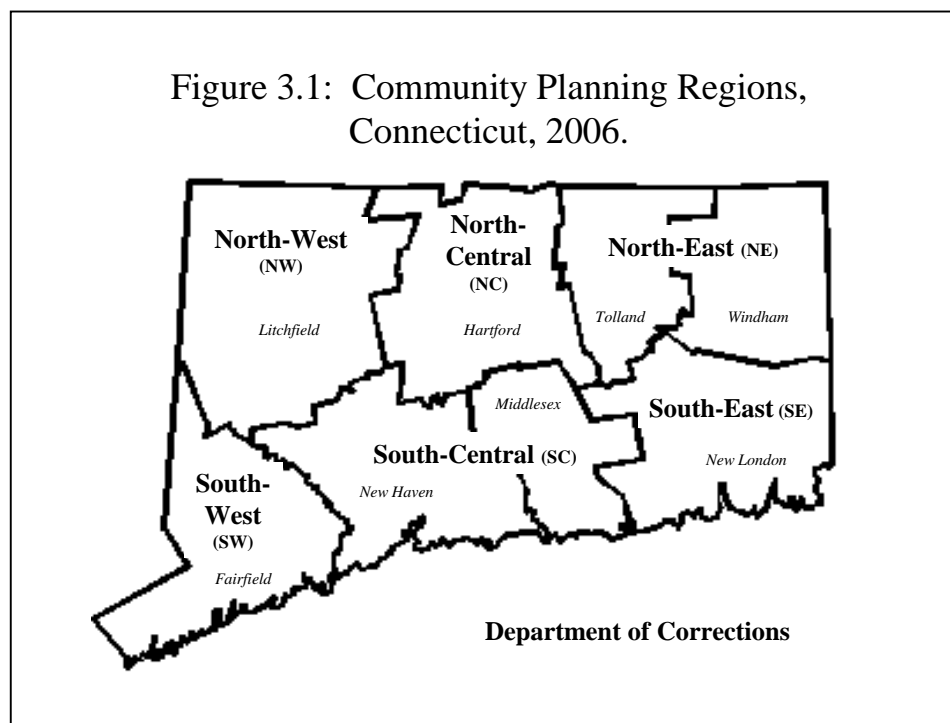 Figure 3.1: Community Planning Regions,
Connecticut, 2006.
North-West
(NW)
Litchfield
North-
Central
(NC)
Hartford
North-East (NE)
Tolland
Windham
Middlesex
South-East (SE)
New London
South-Central (SC)
New Haven
South-
West
(SW)
Fairfield
Department of Corrections